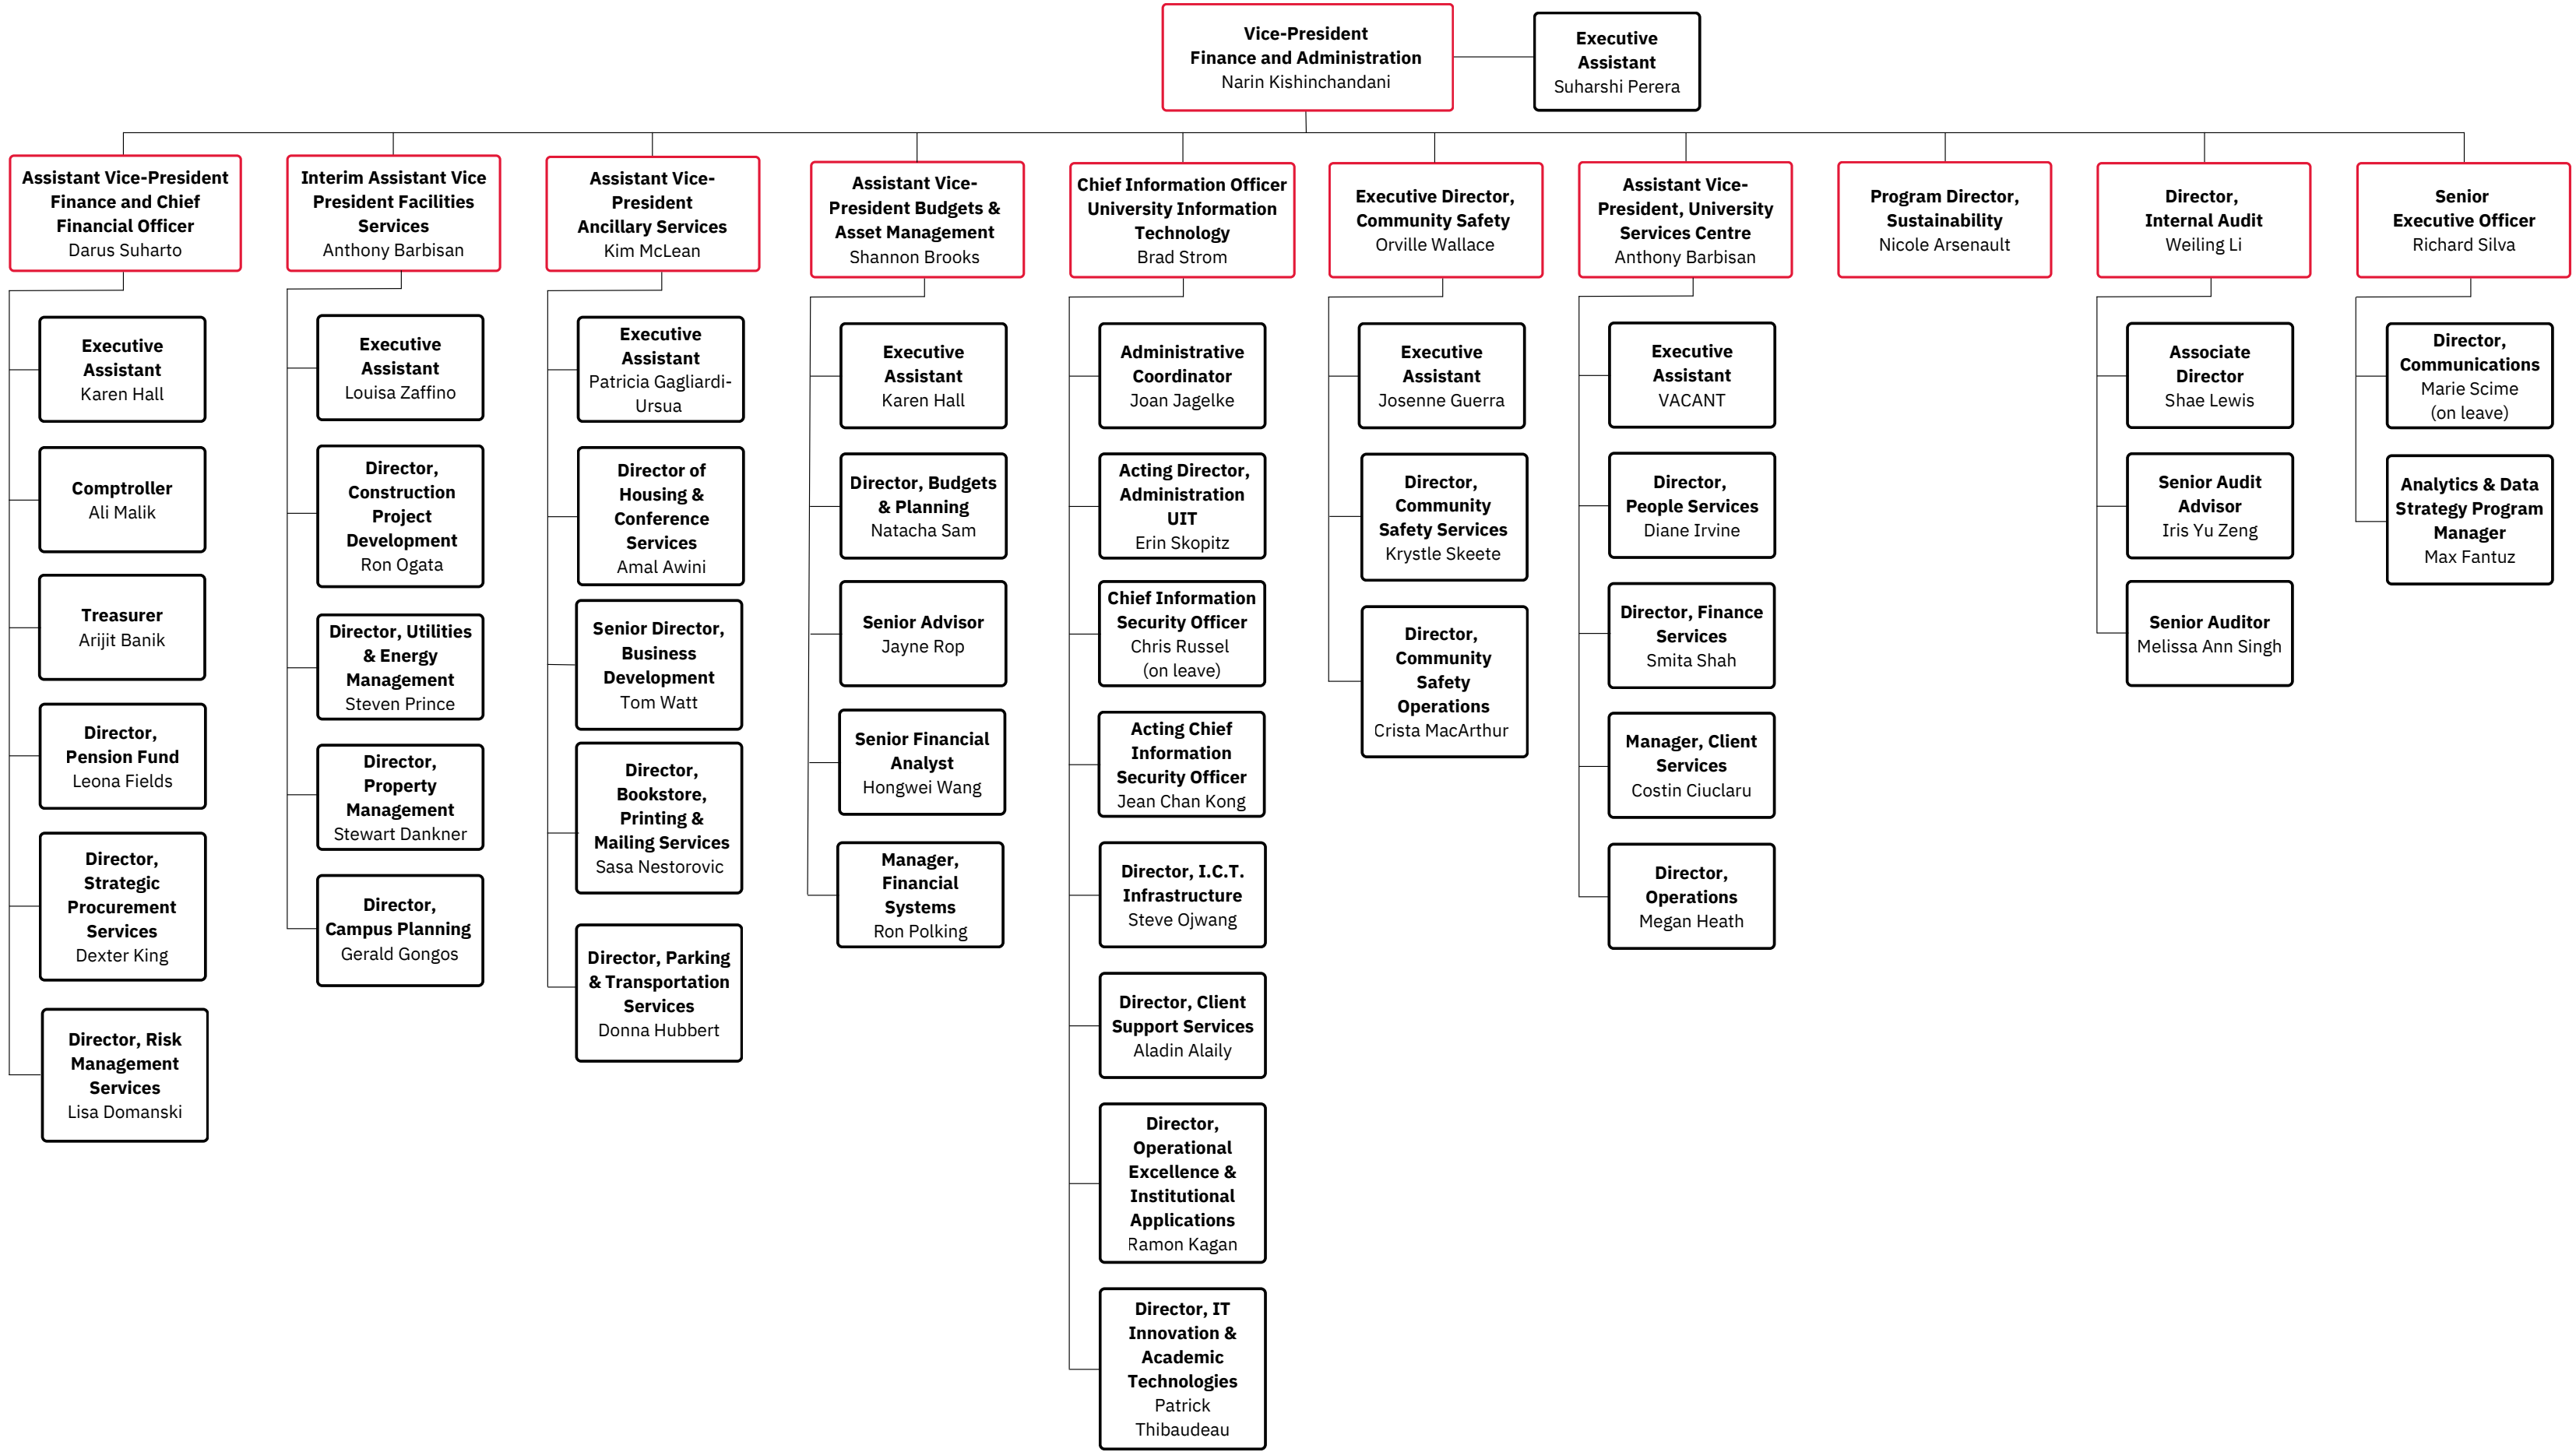 Vice-President
Finance and Administration
Narin Kishinchandani
Executive
Assistant
Suharshi Perera
Assistant Vice-President
Finance and Chief
Financial Officer
Darus Suharto
Executive
Assistant
Karen Hall
Comptroller
Ali Malik
Treasurer
Arijit Banik
Director,
Pension Fund
Leona Fields
Director,
Strategic
Procurement
Services
Dexter King
Director, Risk
Management
Services
Lisa Domanski
Interim Assistant Vice
President Facilities
Services
Anthony Barbisan
Executive
Assistant
Louisa Zaffino
Director,
Construction
Project
Development
Ron Ogata
Director, Utilities
& Energy
Management
Steven Prince
Director,
Property
Management
Stewart Dankner
Director,
Campus Planning
Gerald Gongos
Assistant Vice-
President
Ancillary Services
Kim McLean
Executive
Assistant
Patricia Gagliardi-
Ursua
Director of
Housing &
Conference
Services
Amal Awini
Senior Director,
Business
Development
Tom Watt
Director,
Bookstore,
Printing &
Mailing Services
Sasa Nestorovic
Director, Parking
& Transportation
Services
Donna Hubbert
Assistant Vice-
President Budgets &
Asset Management
Shannon Brooks
Executive
Assistant
Karen Hall
Director, Budgets
& Planning
Natacha Sam
Senior Advisor
Jayne Rop
Senior Financial
Analyst
Hongwei Wang
Manager,
Financial
Systems
Ron Polking
Chief Information Officer
University Information
Technology
Brad Strom
Administrative
Coordinator
Joan Jagelke
Acting Director,
Administration
UIT
Erin Skopitz
Chief Information
Security Officer
Chris Russel
(on leave)
Acting Chief
Information
Security Officer
Jean Chan Kong
Director, I.C.T.
Infrastructure
Steve Ojwang
Director, Client
Support Services
Aladin Alaily
Director,
Operational
Excellence &
Institutional
Applications
Ramon Kagan
Director, IT
Innovation &
Academic
Technologies
Patrick
Thibaudeau
Executive Director,
Community Safety
Orville Wallace
Executive
Assistant
Josenne Guerra
Director,
Community
Safety Services
Krystle Skeete
Director,
Community
Safety
Operations
Crista MacArthur
Assistant Vice-
President, University
Services Centre
Anthony Barbisan
Executive
Assistant
VACANT
Director,
People Services
Diane Irvine
Director, Finance
Services
Smita Shah
Manager, Client
Services
Costin Ciuclaru
Director,
Operations
Megan Heath
Program Director,
Sustainability
Nicole Arsenault
Director,
Internal Audit
Weiling Li
Associate
Director
Shae Lewis
Senior Audit
Advisor
Iris Yu Zeng
Senior Auditor
Melissa Ann Singh
Senior
Executive Officer
Richard Silva
Director,
Communications
Marie Scime
(on leave)
Analytics & Data
Strategy Program
Manager
Max Fantuz